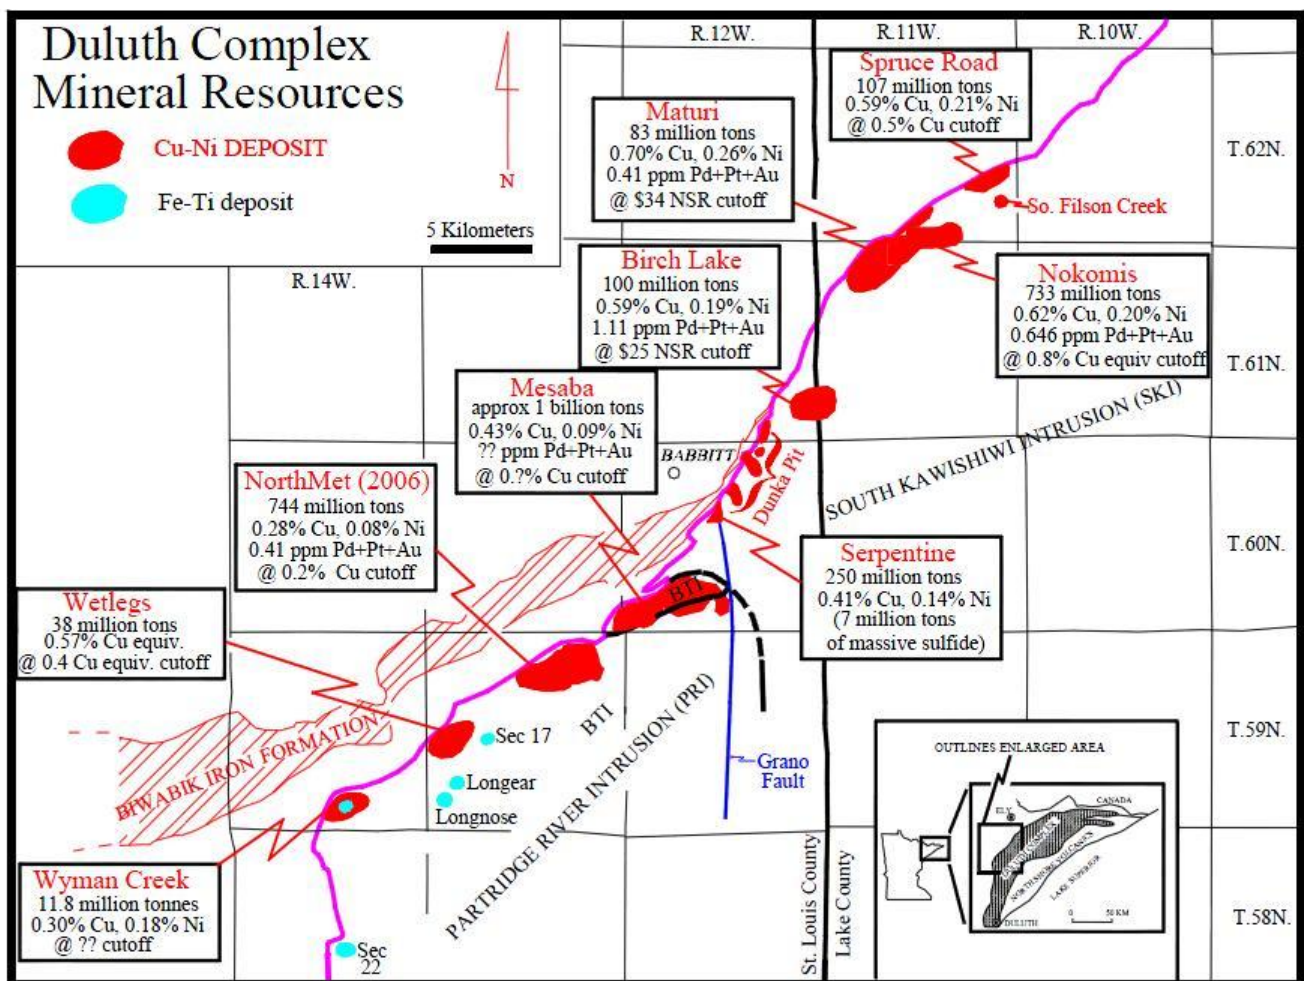 Duluth Complex
Mineral Resources
Cu-Ni DEPOSIT
Fe-Ti deposit
N
5 Kilometers
R.12W.
R.11W.
R.10W.
R.14W.
T.62N.
T.61N.
T.60N.
T.59N.
T.58N.
Spruce Road
107 million tons
0.59% Cu, 0.21% Ni
@ 0.5% Cu cutoff
Maturi
83 million tons
0.70% Cu, 0.26% Ni
0.41 ppm Pd+Pt+Au
@ $34 NSR cutoff
So. Filson Creek
Birch Lake
100 million tons
0.59% Cu, 0.19% Ni
1.11 ppm Pd+Pt+Au
@ $25 NSR cutoff
Nokomis
733 million tons
0.62% Cu, 0.20% Ni
0.646 ppm Pd+Pt+Au
@ 0.8% Cu equiv cutoff
Mesaba
approx 1 billion tons
0.43% Cu, 0.09% Ni
?? ppm Pd+Pt+Au
@ 0.?% Cu cutoff
BABBITT
Dunka Pit
SOUTH KAWISHIWI INTRUSION (SKI)
NorthMet (2006)
744 million tons
0.28% Cu, 0.08% Ni
0.41 ppm Pd+Pt+Au
@ 0.2% Cu cutoff
Serpentine
250 million tons
0.41% Cu, 0.14% Ni
(7 million tons
of massive sulfide)
Wetlegs
38 million tons
0.57% Cu equiv.
@ 0.4 Cu equiv. cutoff
BTI
BTI
PARTRIDGE RIVER INTRUSION (PRI)
BIWABIK IRON FORMATION
Sec 17
Longear
Longnose
Grano
Fault
Wyman Creek
11.8 million tonnes
0.30% Cu, 0.18% Ni
@ ?? cutoff
Sec
22
St. Louis County
Lake County
OUTLINES ENLARGED AREA
ELY
CANADA
NORTH SHORE VOLCANICS
LAKE SUPERIOR
DULUTH
0 50 KM